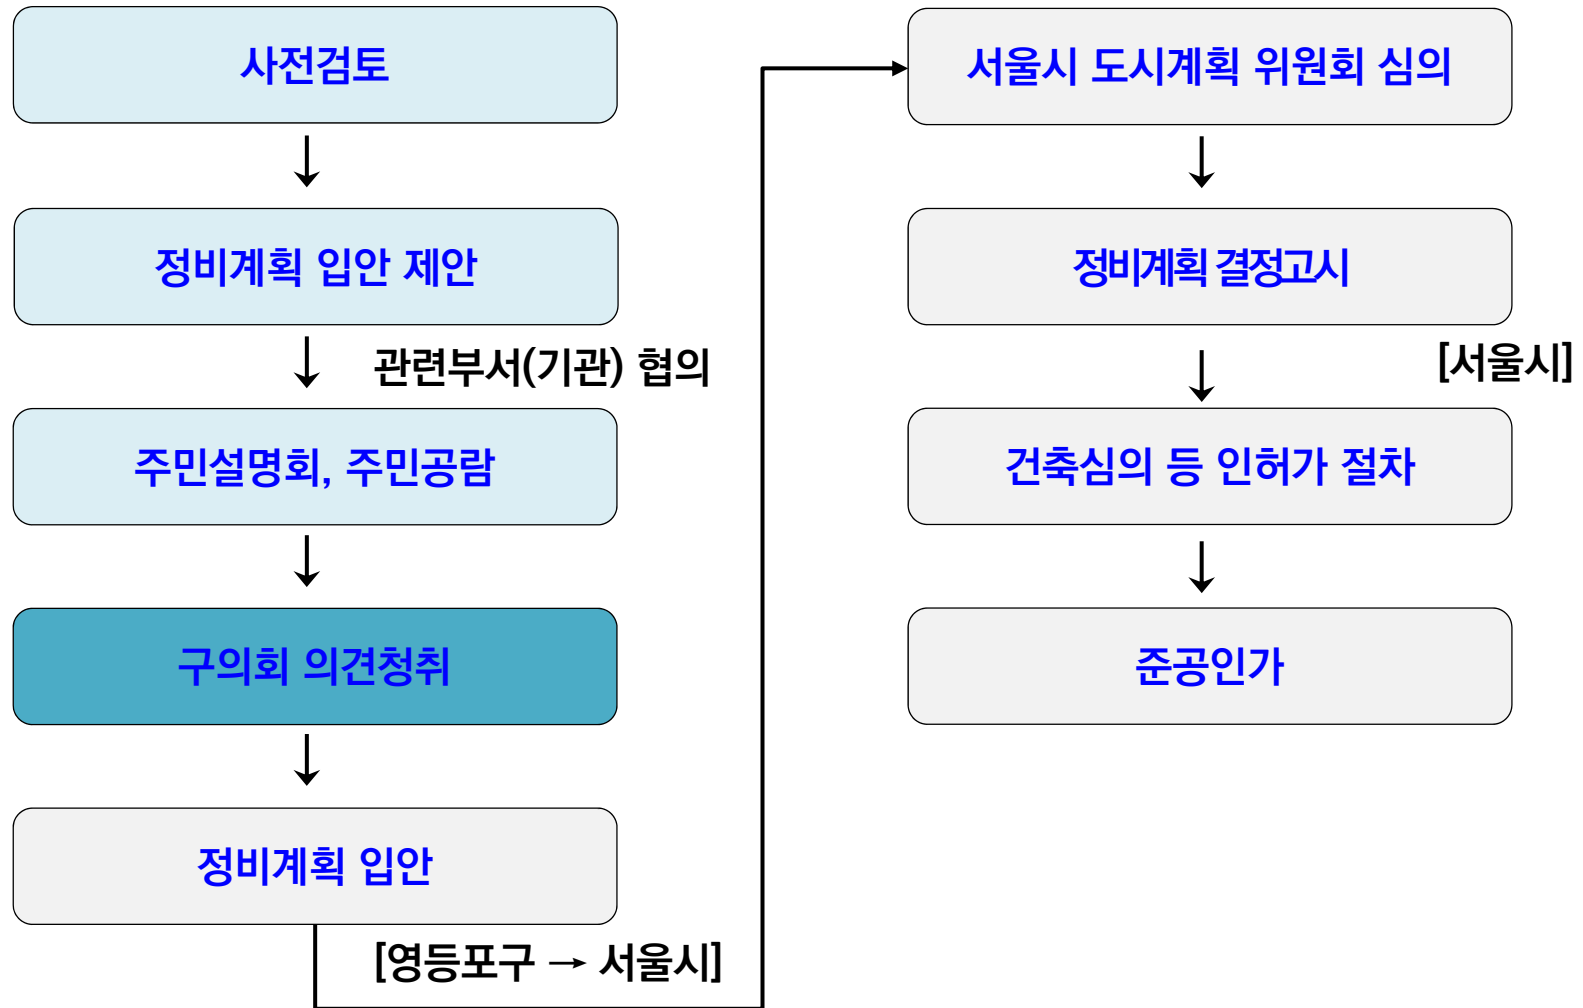 사전검토
정비계획 입안 제안
관련부서(기관) 협의
주민설명회, 주민공람
구의회 의견청취
정비계획 입안
[영등포구 → 서울시]
서울시 도시계획 위원회 심의
정비계획 결정고시
[서울시]
건축심의 등 인허가 절차
준공인가